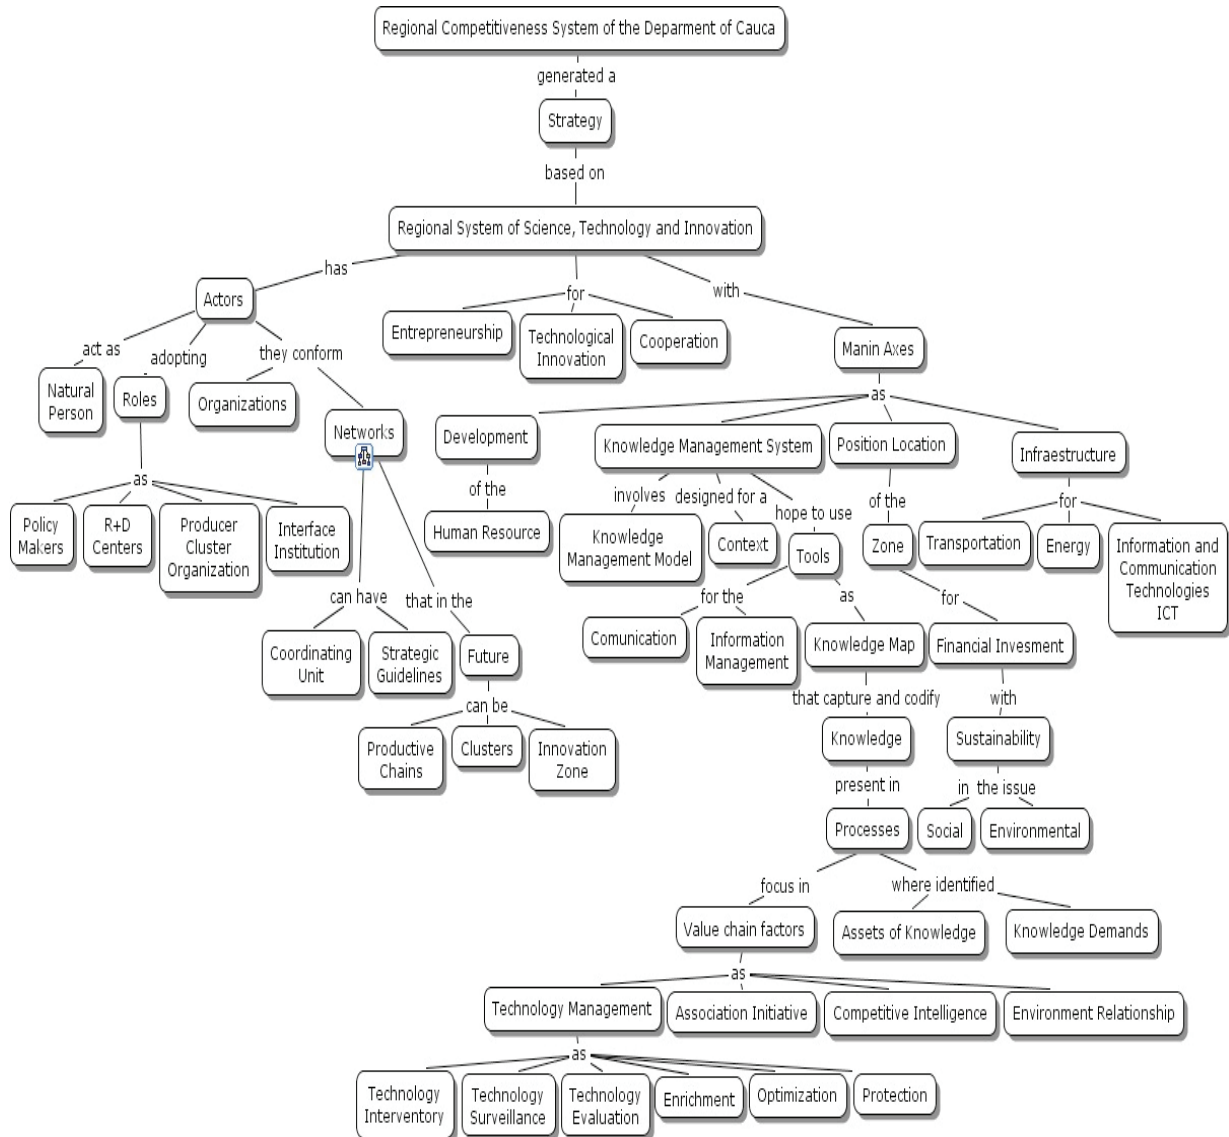 Regional Competitiveness System of the Deparment of Cauca
generated a
Strategy
based on
Regional System of Science, Technology and Innovation
has
for
with
Actors
Entrepreneurship
Technological
Innovation
Cooperation
Manin Axes
act as
adopting
they conform
as
Natural
Person
Roles
Organizations
Networks
Development
Knowledge Management System
Position Location
Infraestructure
as
of the
involves
designed for a
hope to use
of the
for
Policy
Makers
R+D
Centers
Producer
Cluster
Organization
Interface
Institution
Human Resource
Knowledge
Management Model
Context
Tools
Zone
Transportation
Energy
Information and
Communication
Technologies
ICT
can have
that in the
for the
as
for
Coordinating
Unit
Strategic
Guidelines
Future
Comunication
Information
Management
Knowledge Map
Financial Invesment
can be
that capture and codify
with
Productive
Chains
Clusters
Innovation
Zone
Knowledge
Sustainability
present in
in the issue
Processes
Social
Environmental
focus in
where identified
Value chain factors
Assets of Knowledge
Knowledge Demands
as
Technology Management
Association Initiative
Competitive Intelligence
Environment Relationship
as
Technology
Interventory
Technology
Surveillance
Technology
Evaluation
Enrichment
Optimization
Protection